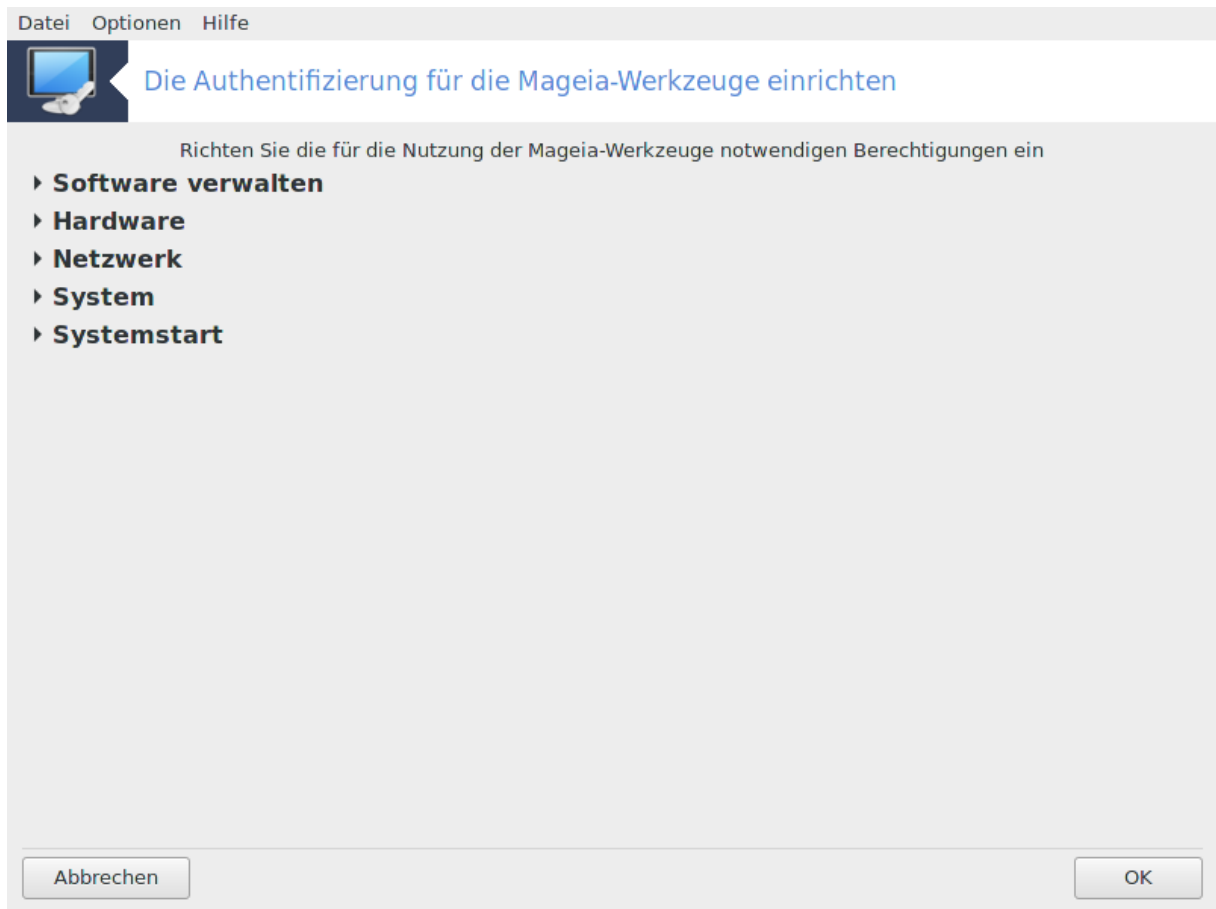 Datei Optionen Hilfe
Die Authentifizierung für die Mageia-Werkzeuge einrichten
Richten Sie die für die Nutzung der Mageia-Werkzeuge notwendigen Berechtigungen ein
Software verwalten
Hardware
Netzwerk
System
Systemstart
Abbrechen OK